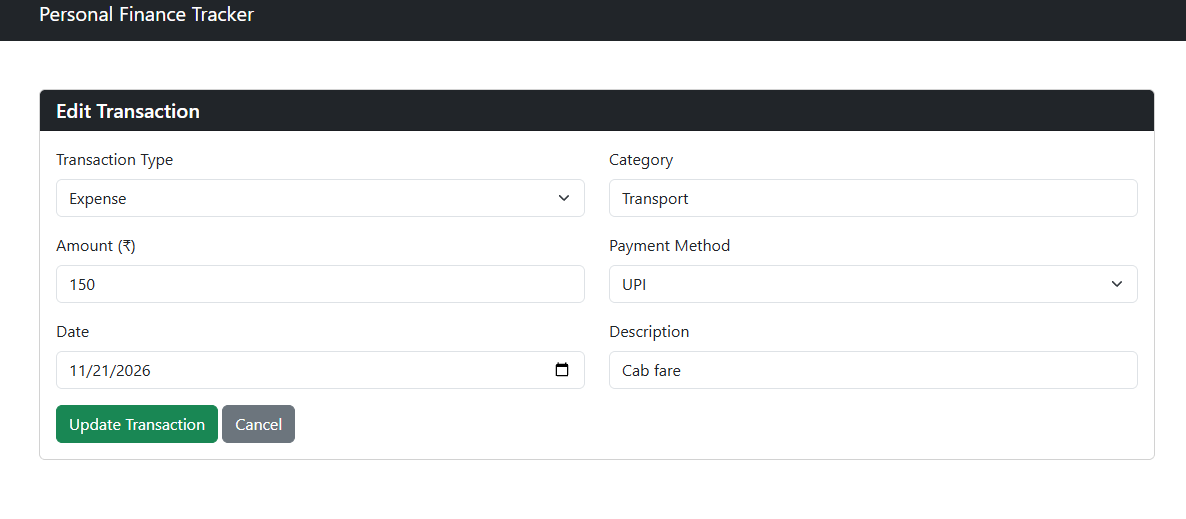 Personal Finance Tracker
Edit Transaction
Transaction Type
Category
Expense
Transport
Amount (₹)
Payment Method
150
UPI
Date
Description
11/21/2026
Cab fare
Update Transaction
Cancel